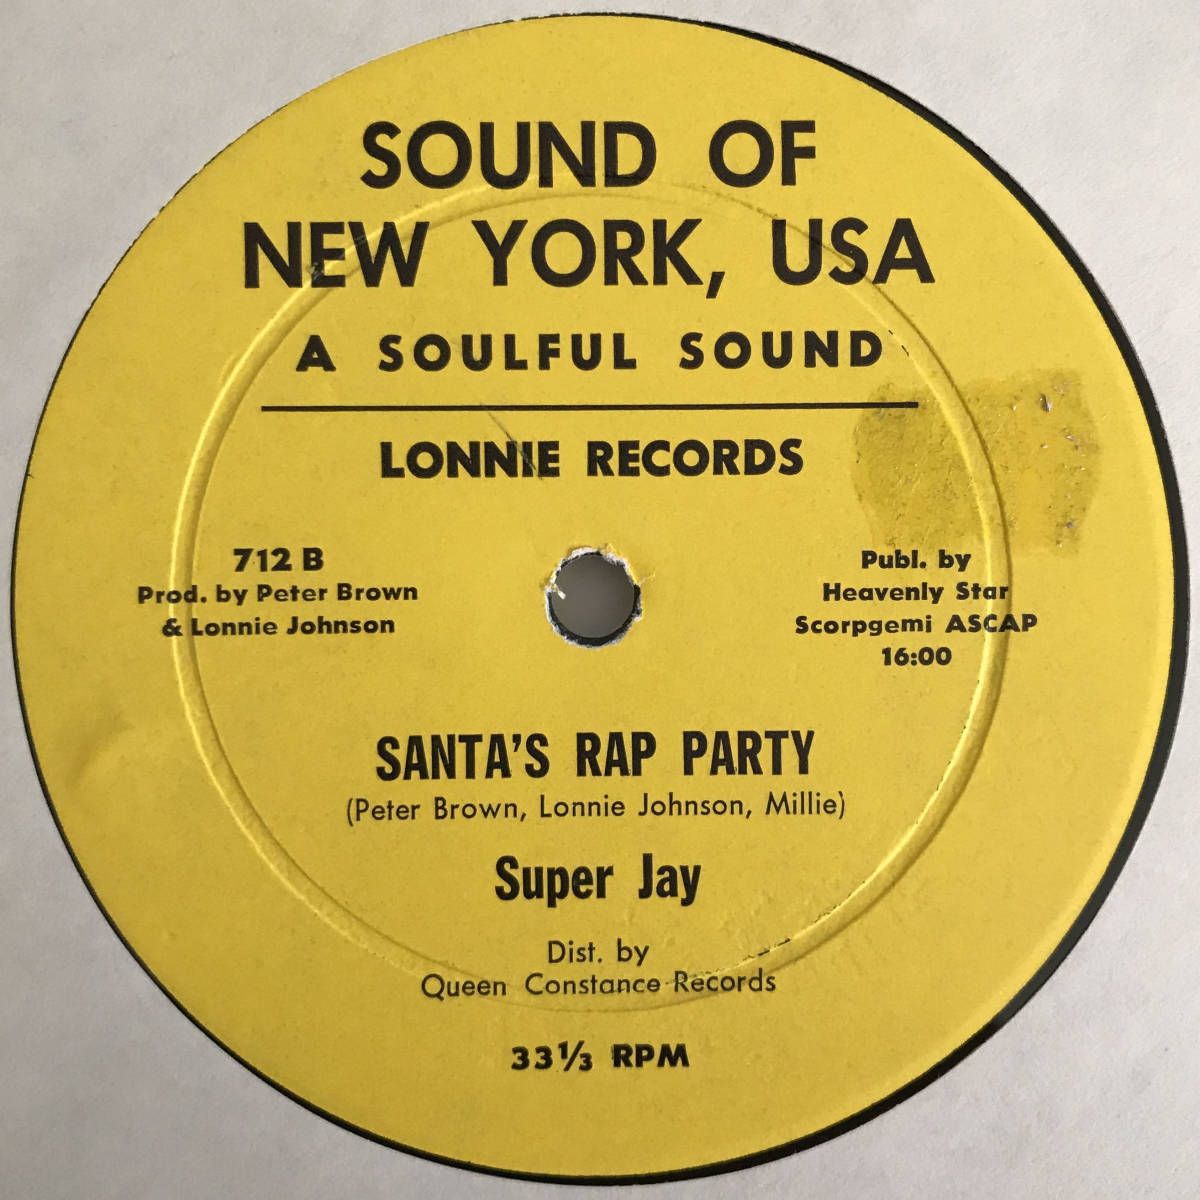 SOUND OF
NEW YORK, USA
A SOULFUL SOUND
LONNIE RECORDS
712 B
Prod. by Peter Brown
& Lonnie Johnson
Publ. by
Heavenly Star
Scorpgemi ASCAP
16:00
SANTA'S RAP PARTY
(Peter Brown, Lonnie Johnson, Millie)
Super Jay
Dist. by
Queen Constance Records
33 1/3 RPM